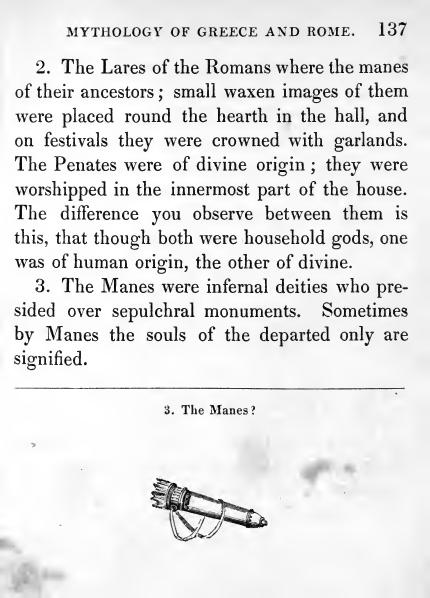 MYTHOLOGY OF GREECE AND ROME. 137
2. The Lares of the Romans where the manes
of their ancestors ; small waxen images of them
were placed round the hearth in the hall, and
on festivals they were crowned with garlands.
The Penates were of divine origin ; they were
worshipped in the innermost part of the house.
The difference you observe between them is
this, that though both were household gods, one
was of human origin, the other of divine.
3. The Manes were infernal deities who pre-
sided over sepulchral monuments. Sometimes
by Manes the souls of the departed only are
signified.
3. The Manes?